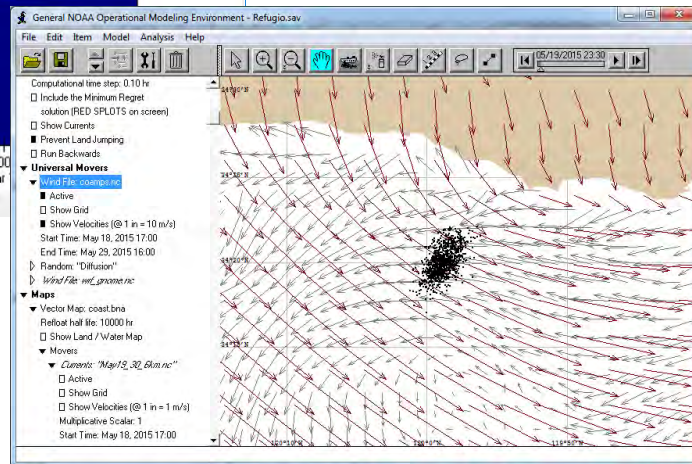 General NOAA Operational Modeling Environment - Refugio.sav
File Edit Item Model Analysis Help
05/19/2015 23:30
Computational time step: 0.10 hr
Include the Minimum Regret
solution (RED SPLOTS on screen)
Show Currents
Prevent Land Jumping
Run Backwards
Universal Movers
Wind File: coamps.nc
Active
Show Grid
Show Velocities (@ 1 in = 10 m/s)
Start Time: May 18, 2015 17:00
End Time: May 29, 2015 16:00
Random: "Diffusion"
Wind File: wrf_gnome.nc
Maps
Vector Map: coast.bna
Refloat half life: 10000 hr
Show Land / Water Map
Movers
Currents: "May19_30_6km.nc"
Active
Show Grid
Show Velocities (@ 1 in = 1 m/s)
Multiplicative Scalar: 1
Start Time: May 18, 2015 17:00